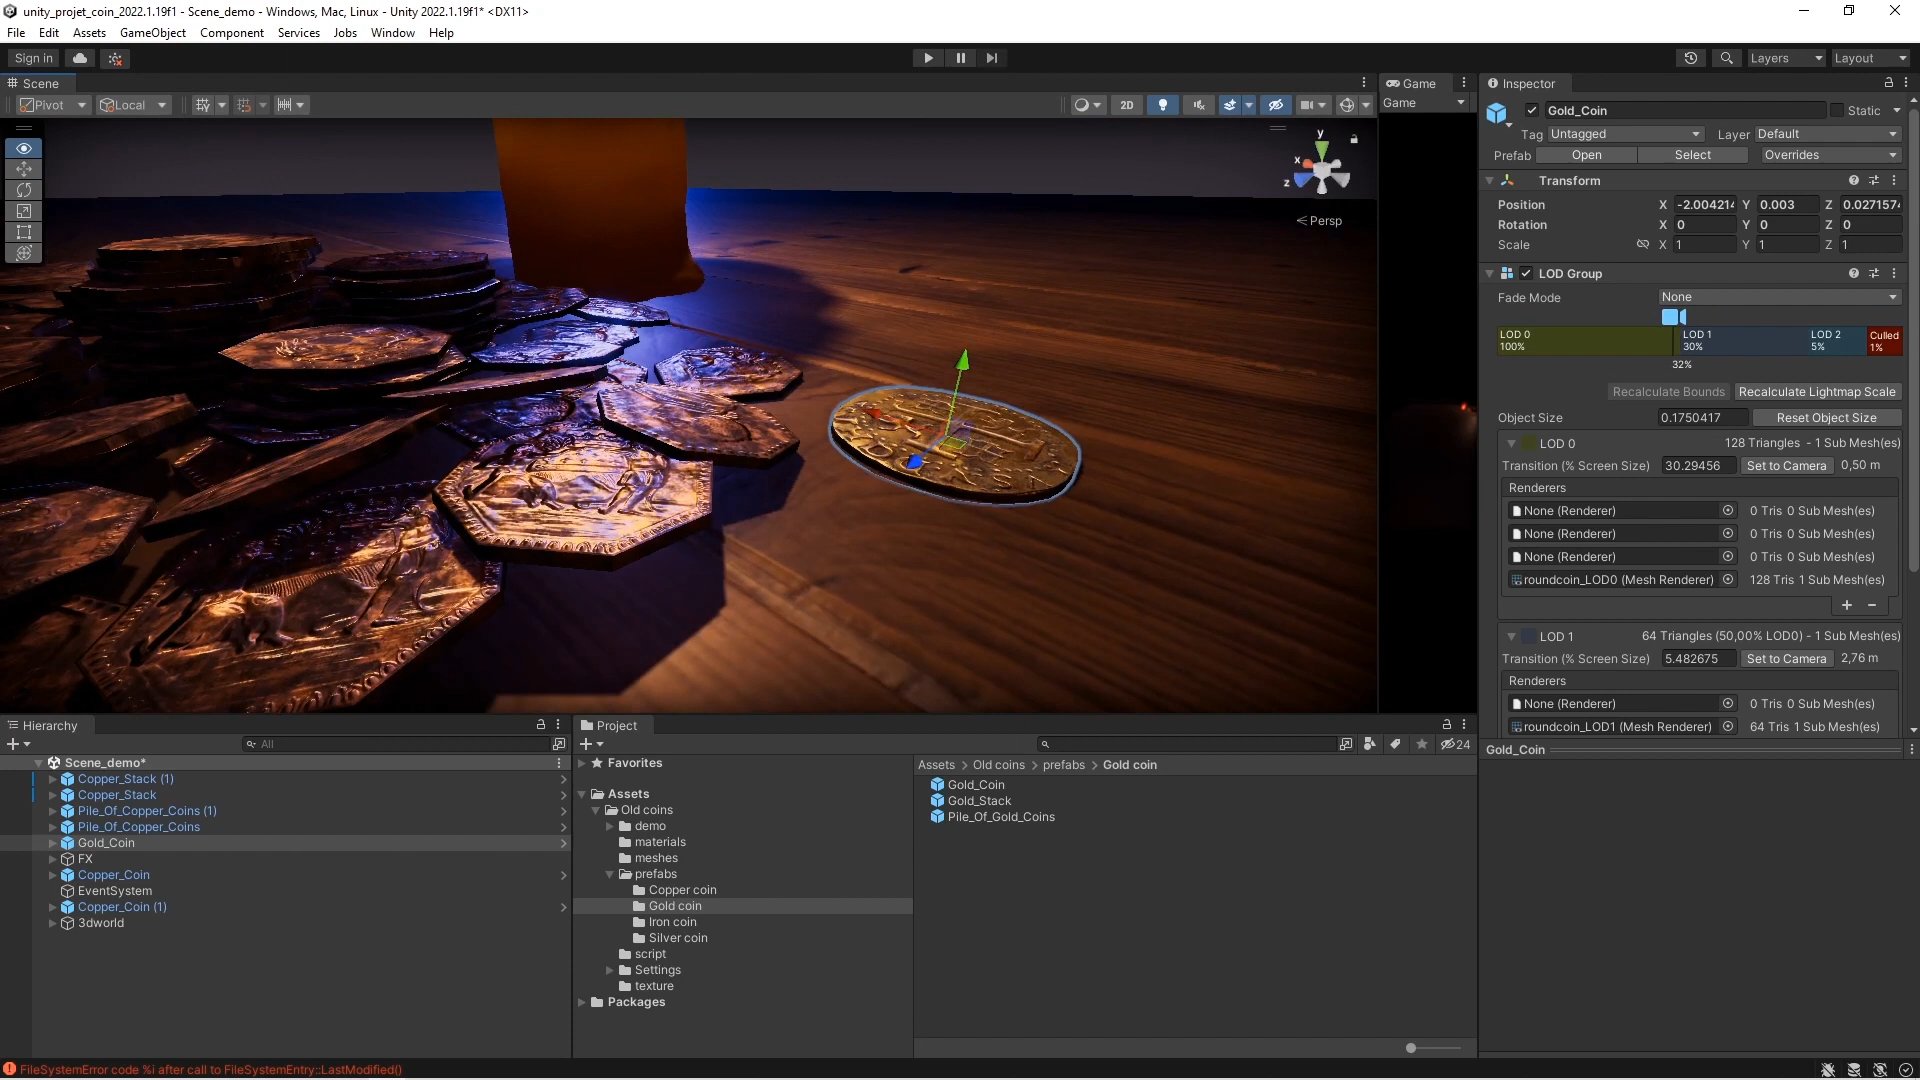 unity_projet_coin_2022.1.19f1 - Scene_demo - Windows, Mac, Linux - Unity 2022.1.19f1* <DX11>
File Edit Assets GameObject Component Services Jobs Window Help
Sign in
Layers
Layout
Scene
Pivot
Local
2D
y
x
z
Persp
Game
Game
Inspector
Gold_Coin
Static
Tag Untagged Layer Default
Prefab Open Select Overrides
Transform
Position X -2.004214 Y 0.003 Z 0.0271574
Rotation X 0 Y 0 Z 0
Scale X 1 Y 1 Z 1
LOD Group
Fade Mode None
LOD 0 LOD 1 LOD 2 Culled
100% 30% 5% 1%
32%
Recalculate Bounds Recalculate Lightmap Scale
Object Size 0.1750417 Reset Object Size
LOD 0 128 Triangles - 1 Sub Mesh(es)
Transition (% Screen Size) 30.29456 Set to Camera 0,50 m
Renderers
None (Renderer) 0 Tris 0 Sub Mesh(es)
None (Renderer) 0 Tris 0 Sub Mesh(es)
None (Renderer) 0 Tris 0 Sub Mesh(es)
roundcoin_LOD0 (Mesh Renderer) 128 Tris 1 Sub Mesh(es)
LOD 1 64 Triangles (50,00% LOD0) - 1 Sub Mesh(es)
Transition (% Screen Size) 5.482675 Set to Camera 2,76 m
Renderers
None (Renderer) 0 Tris 0 Sub Mesh(es)
roundcoin_LOD1 (Mesh Renderer) 64 Tris 1 Sub Mesh(es)
Gold_Coin
Hierarchy
All
Scene_demo*
Copper_Stack (1)
Copper_Stack
Pile_Of_Copper_Coins (1)
Pile_Of_Copper_Coins
Gold_Coin
FX
Copper_Coin
EventSystem
Copper_Coin (1)
3dworld
Project
24
Favorites
Assets
Old coins
demo
materials
meshes
prefabs
Copper coin
Gold coin
Iron coin
Silver coin
script
Settings
texture
Packages
Assets > Old coins > prefabs > Gold coin
Gold_Coin
Gold_Stack
Pile_Of_Gold_Coins
FileSystemError code %i after call to FileSystemEntry::LastModified()